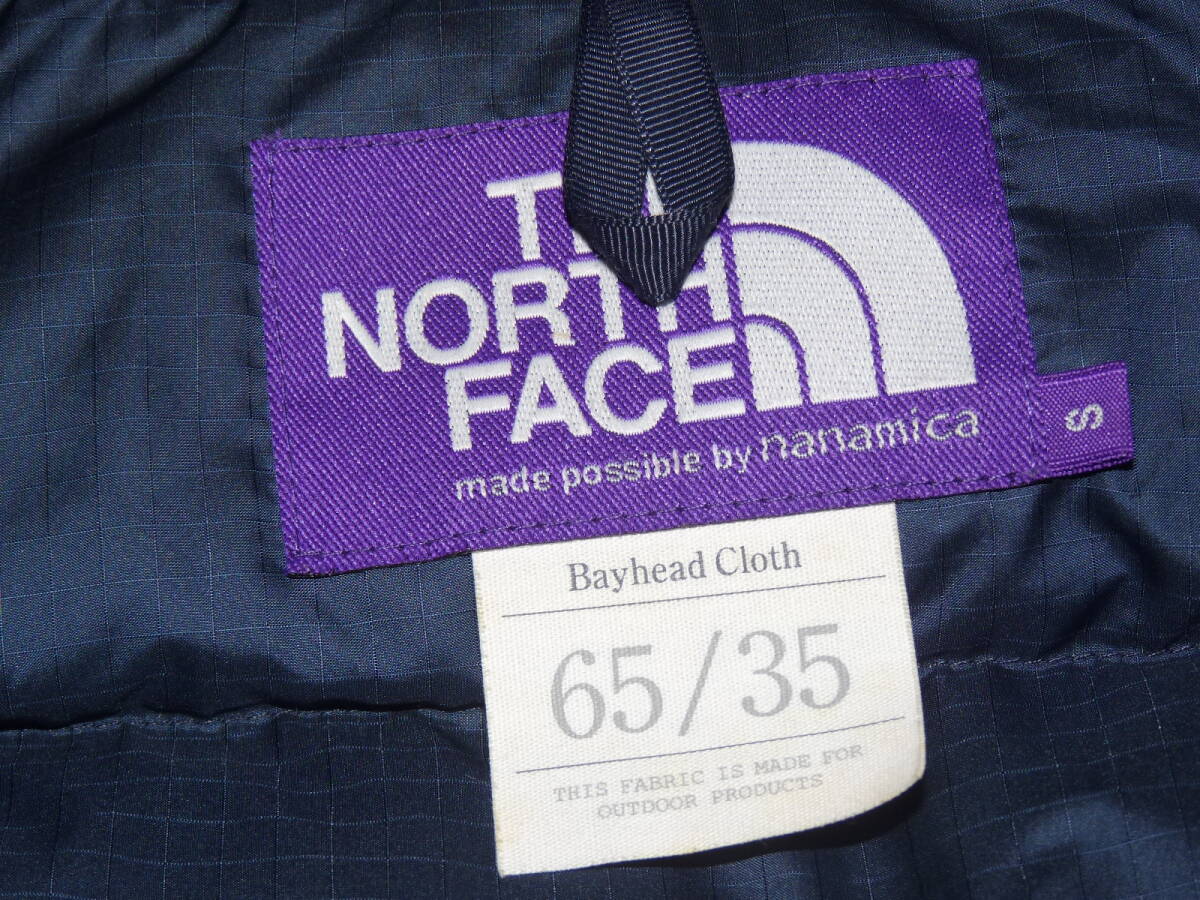 THE
NORTH
FACE
made possible by nanamica
S
Bayhead Cloth
65/35
THIS FABRIC IS MADE FOR
OUTDOOR PRODUCTS